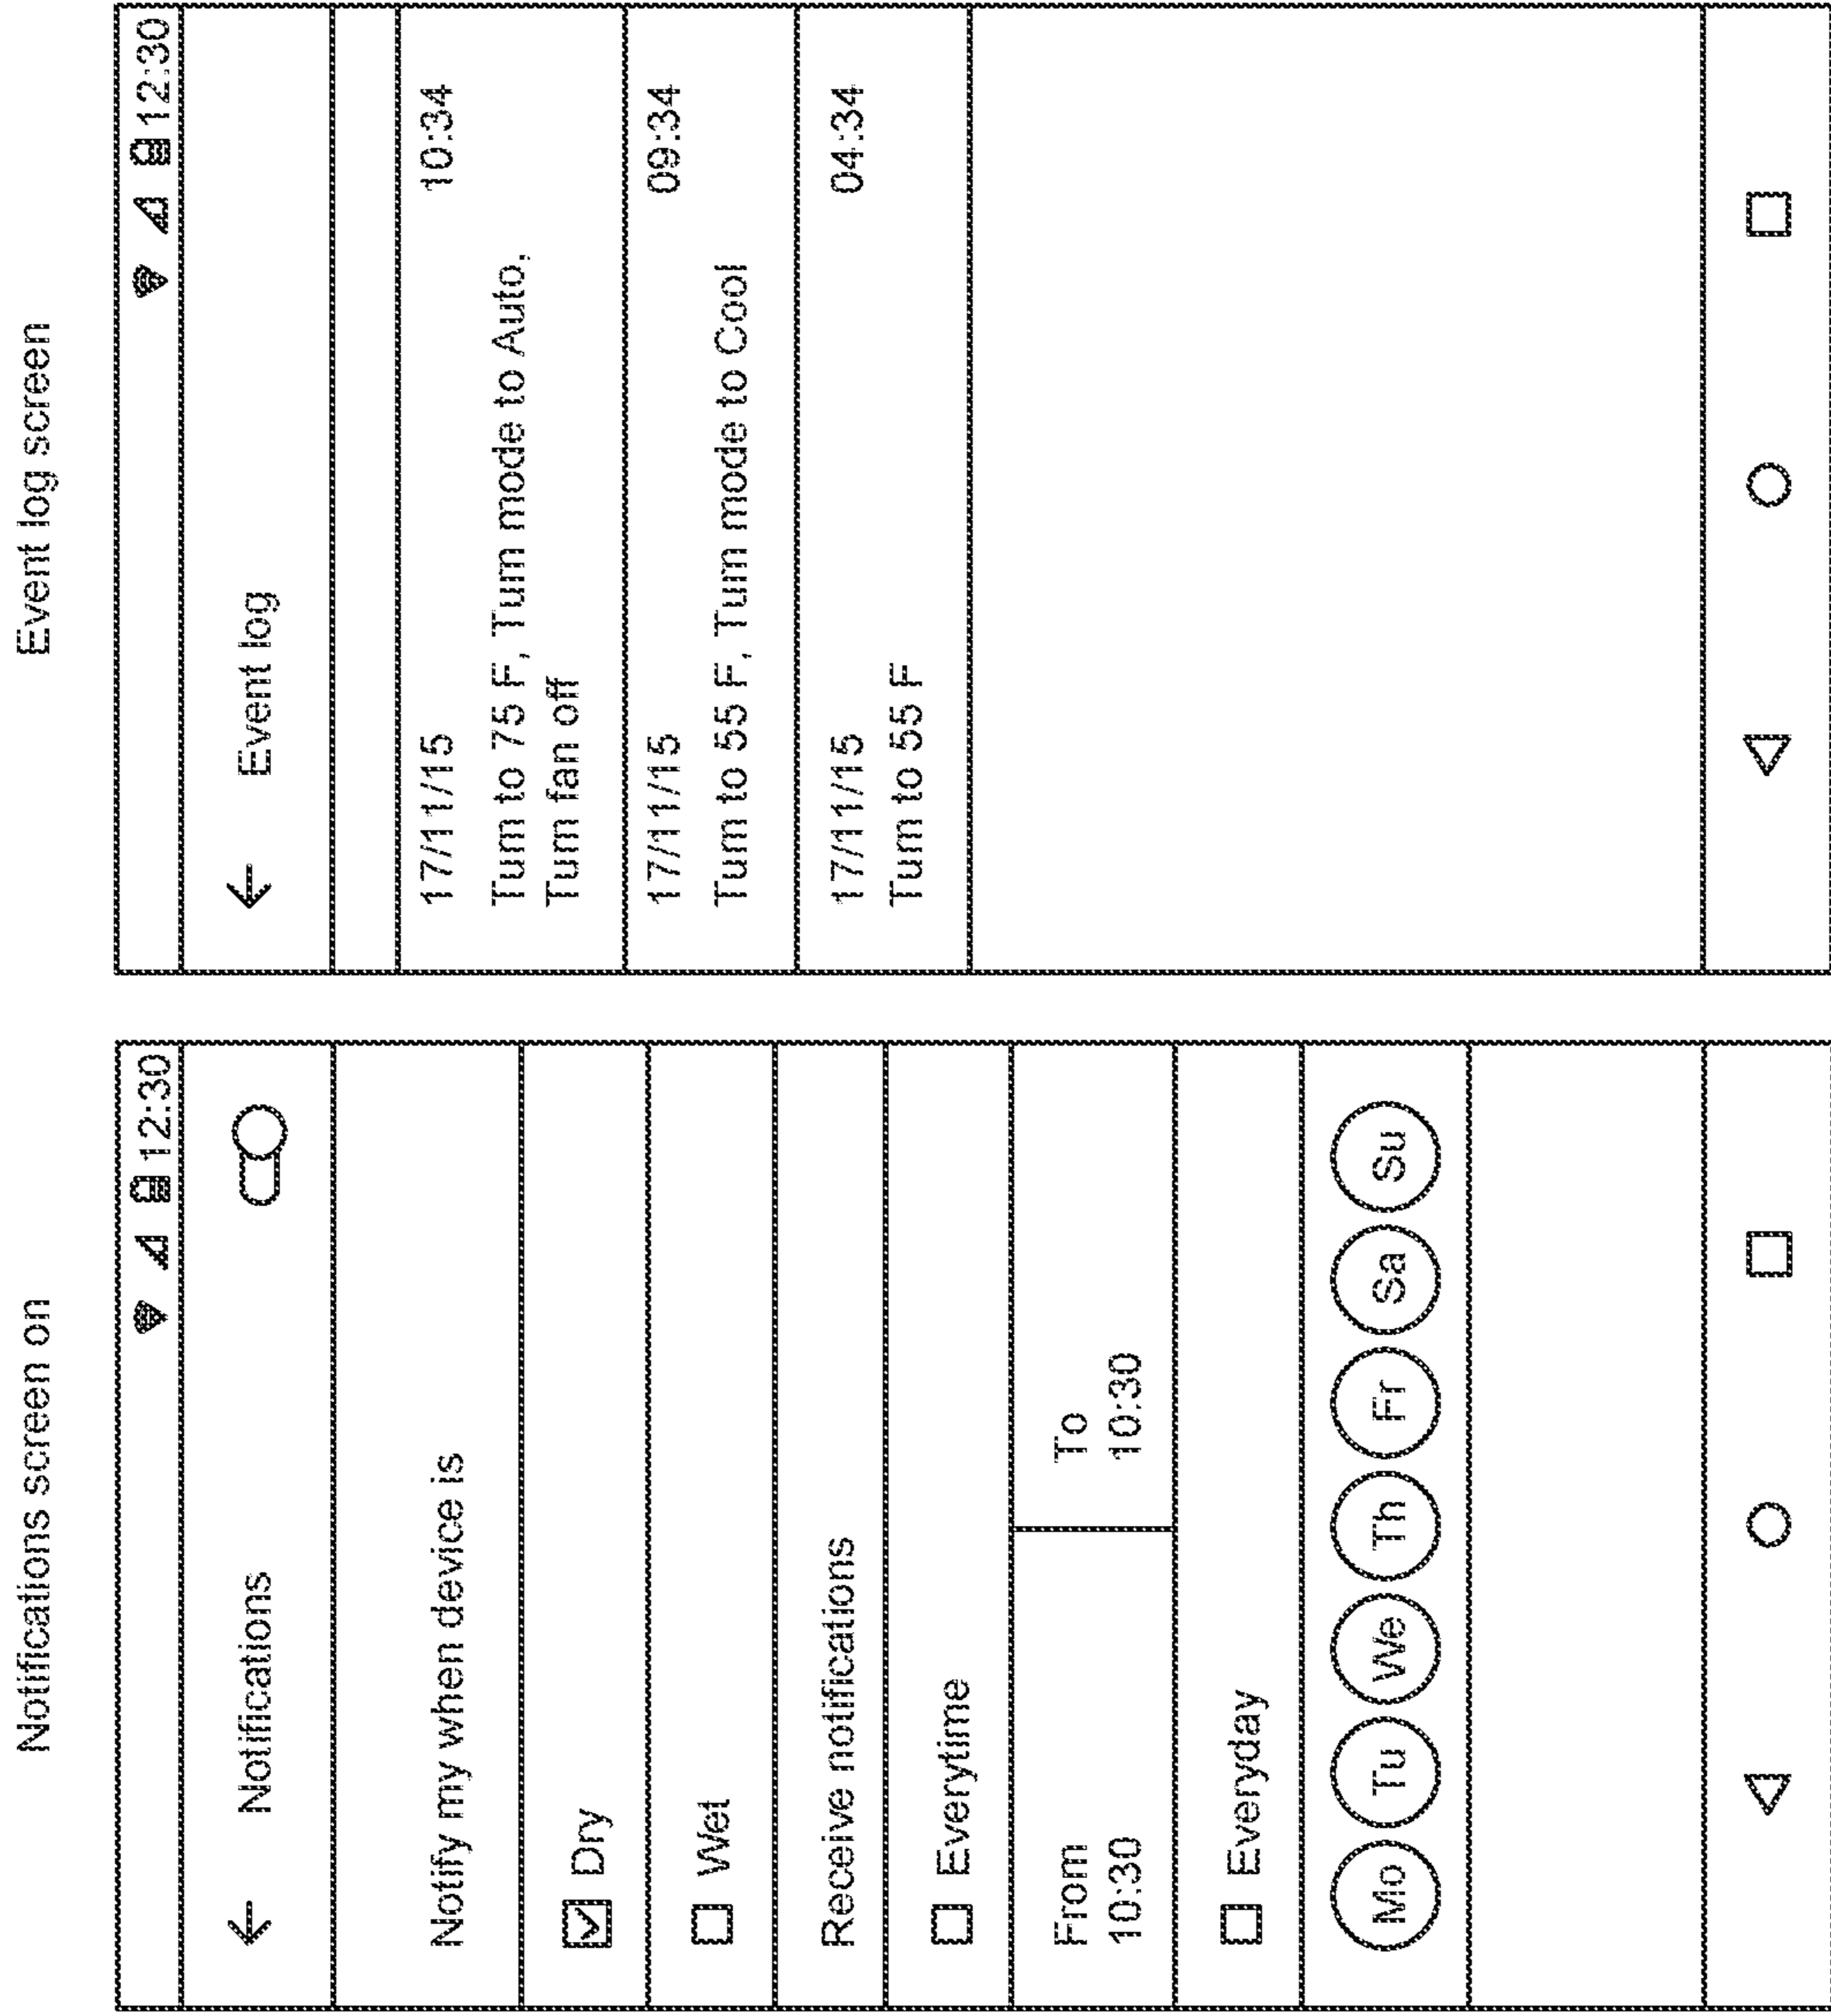 Notifications screen on
12:30
Notifications
Notify my when device is
Dry
Wet
Receive notifications
Everytime
From To
10:30 10:30
Everyday
Mo Tu We Th Fr Sa Su
Event log screen
12:30
Event log
17/11/15 10:34
Turn to 75 F, Turn mode to Auto,
Turn fan off
17/11/15 09:34
Turn to 55 F, Turn mode to Cool
17/11/15 04:34
Turn to 55 F